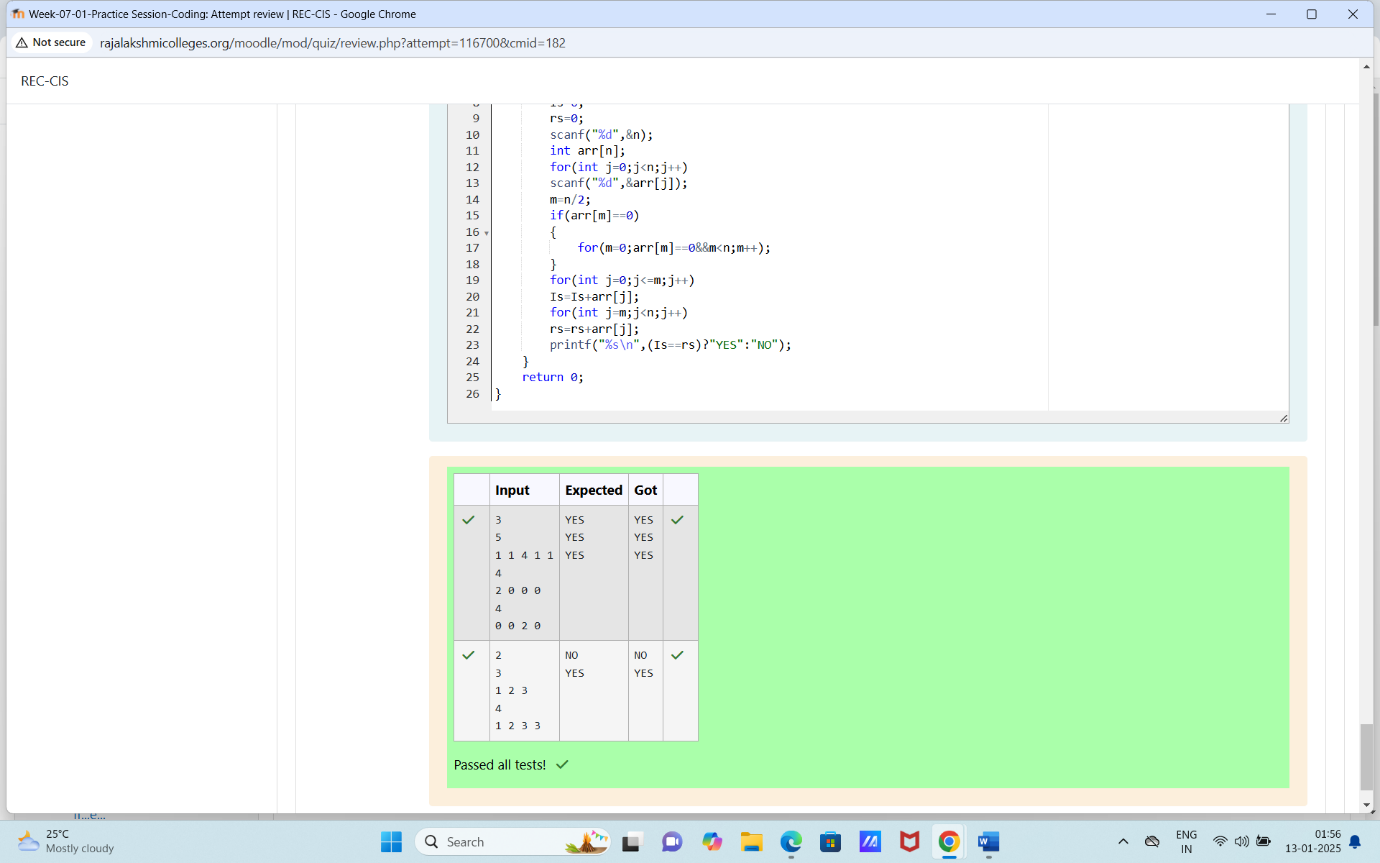 Week-07-01-Practice Session-Coding: Attempt review | REC-CIS - Google Chrome
Not secure rajalakshmicolleges.org/moodle/mod/quiz/review.php?attempt=116700&cmid=182
REC-CIS
9 rs=0;
10 scanf("%d",&n);
11 int arr[n];
12 for(int j=0;j<n;j++)
13 scanf("%d",&arr[j]);
14 m=n/2;
15 if(arr[m]==0)
16 {
17 for(m=0;arr[m]==0&&m<n;m++);
18 }
19 for(int j=0;j<=m;j++)
20 Is=Is+arr[j];
21 for(int j=m;j<n;j++)
22 rs=rs+arr[j];
23 printf("%s\n",(Is==rs)?"YES":"NO");
24 }
25 return 0;
26 }
Input Expected Got
3 YES YES
5 YES YES
1 1 4 1 1 YES YES
4
2 0 0 0
4
0 0 2 0
2 NO NO
3 YES YES
1 2 3
4
1 2 3 3
Passed all tests!
25°C
Mostly cloudy
Search
ENG
IN
01:56
13-01-2025